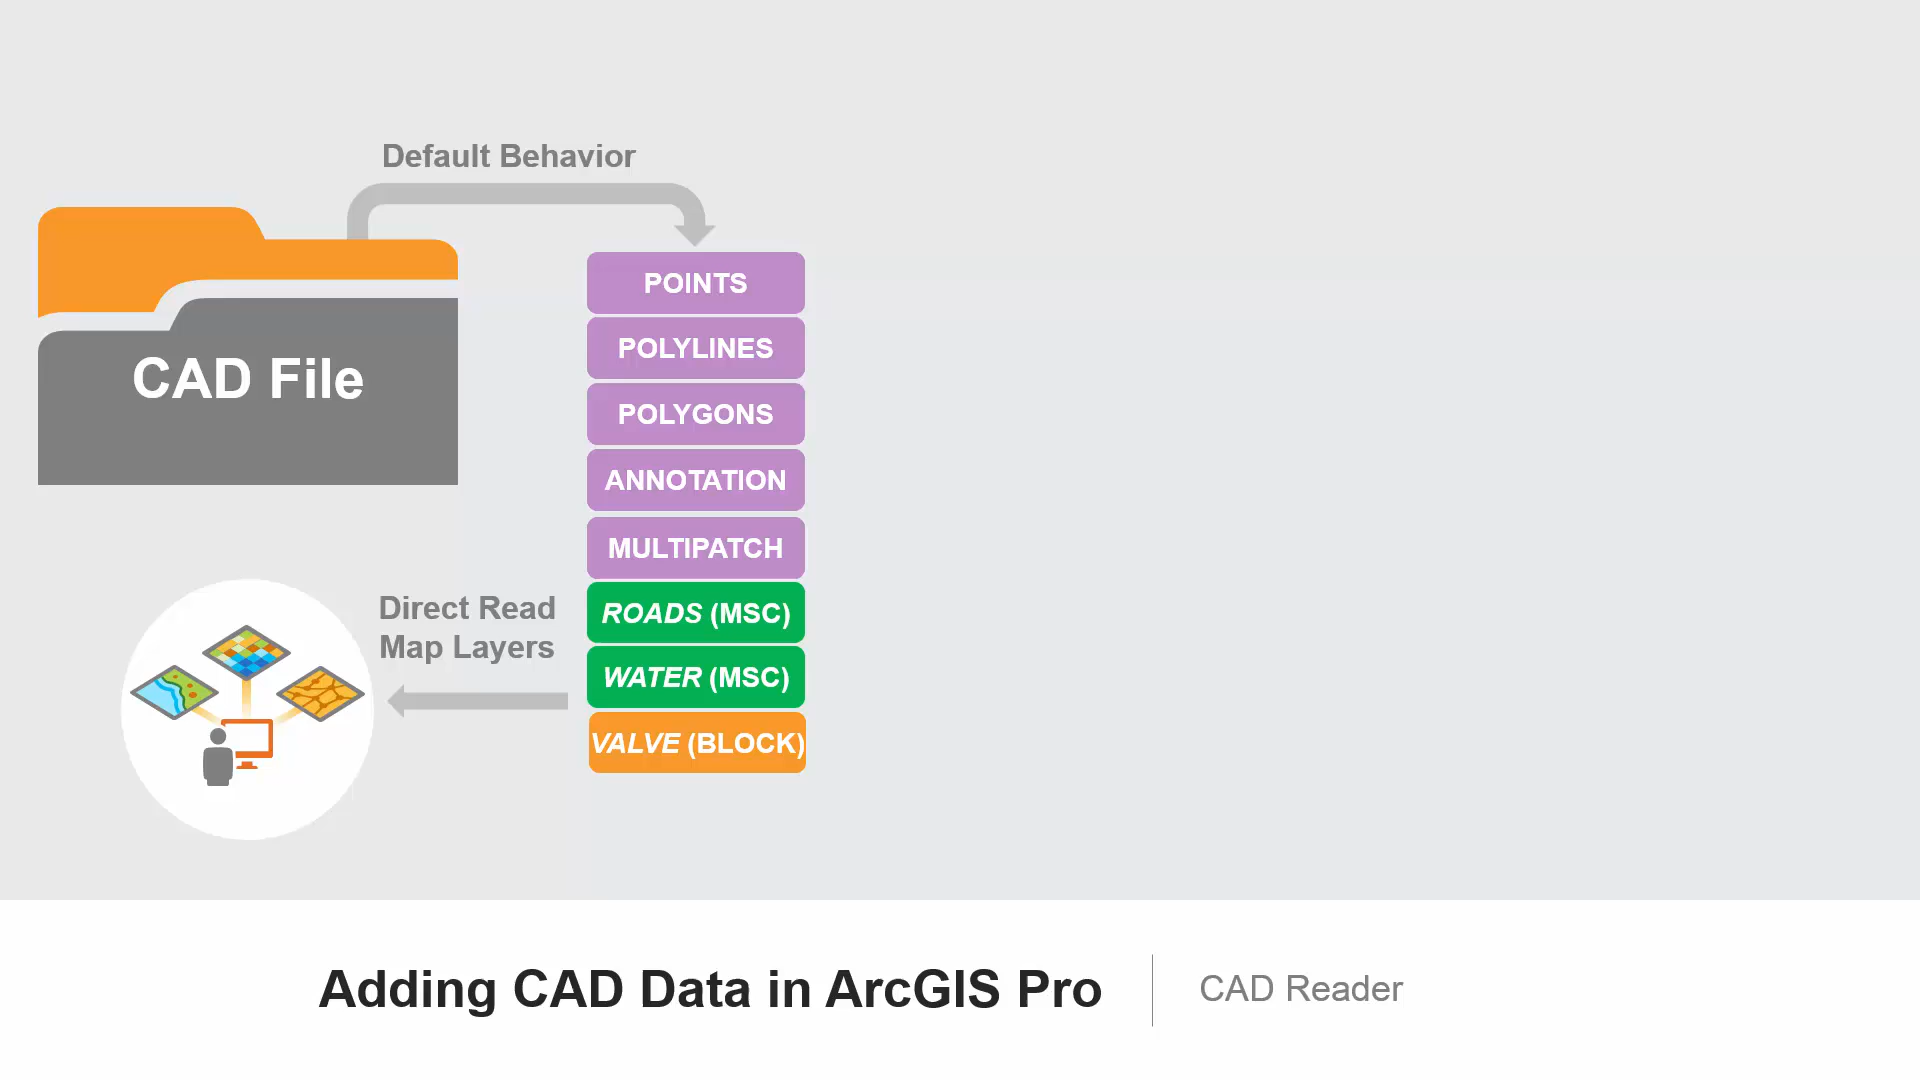 Default Behavior
CAD File
POINTS
POLYLINES
POLYGONS
ANNOTATION
MULTIPATCH
ROADS (MSC)
WATER (MSC)
VALVE (BLOCK)
Direct Read
Map Layers
Adding CAD Data in ArcGIS Pro
CAD Reader